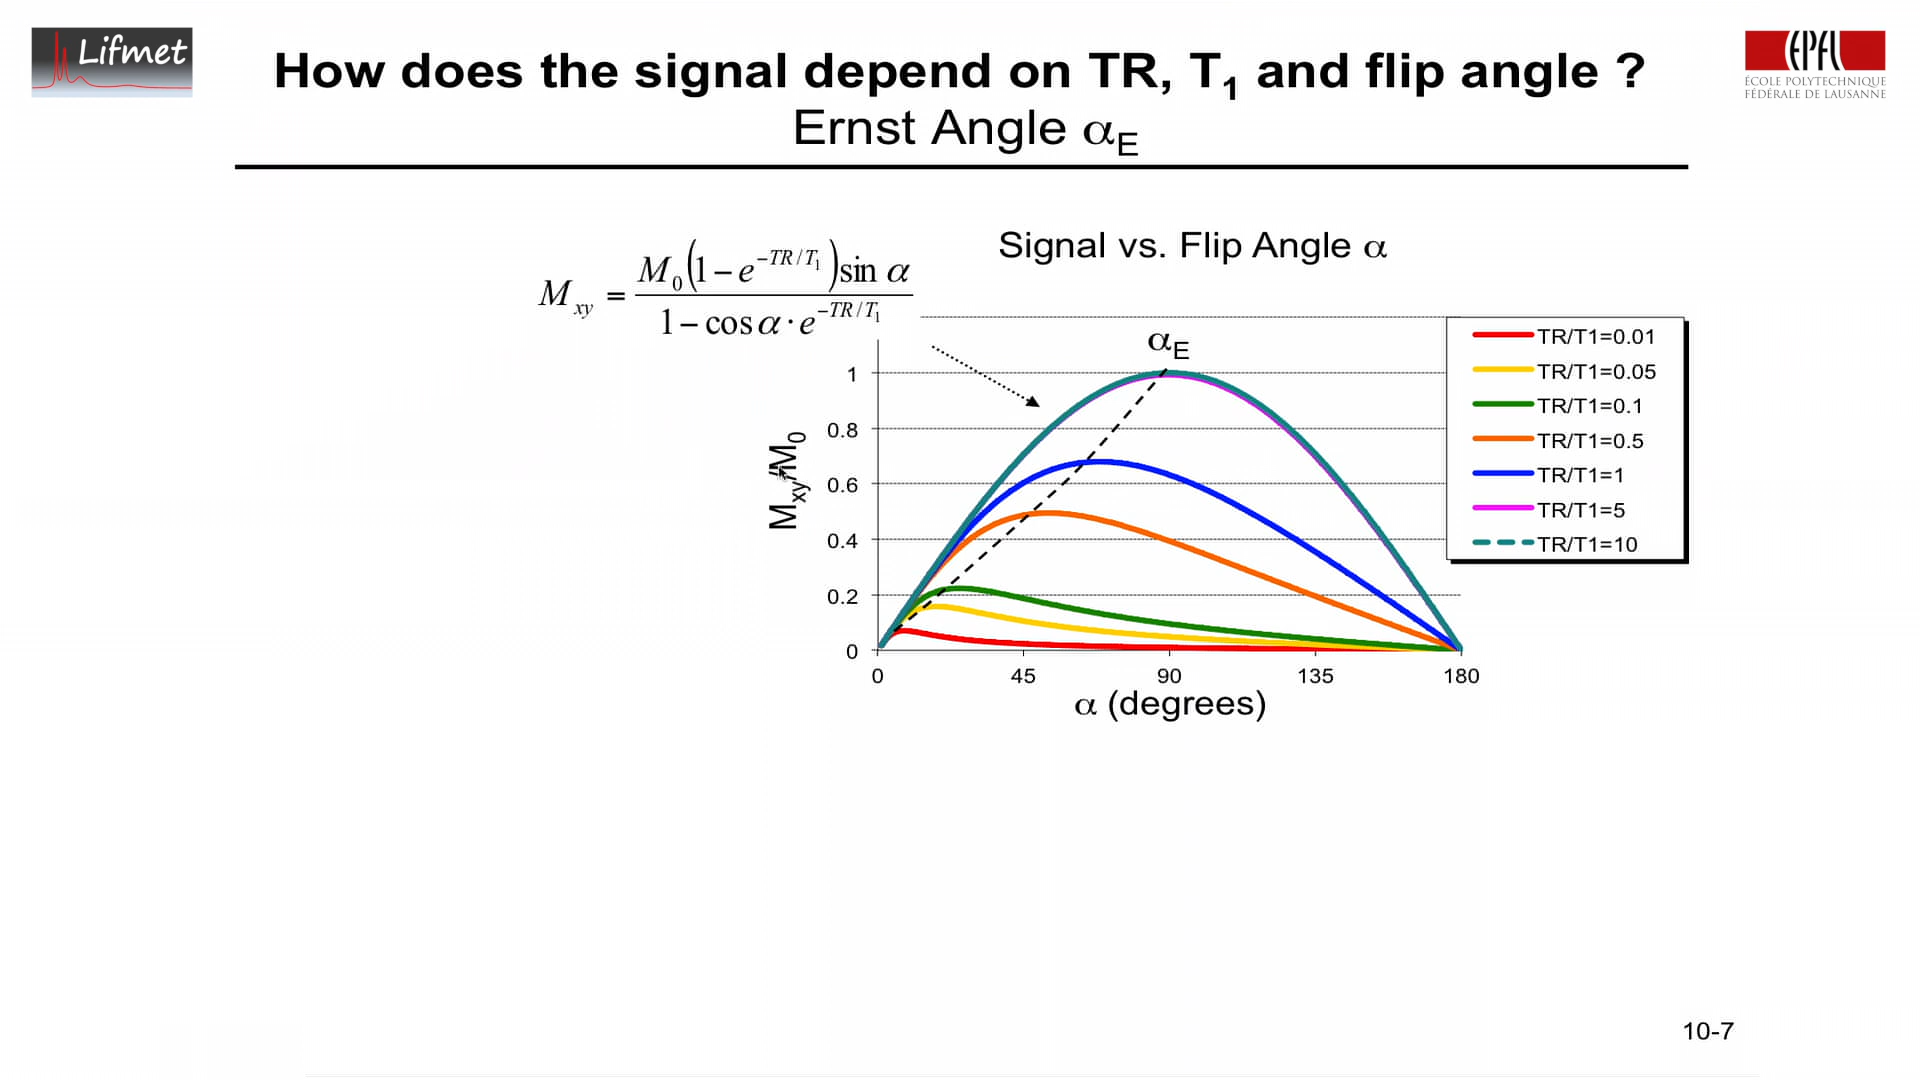 Lifmet
How does the signal depend on TR, T₁ and flip angle ?
Ernst Angle α_E
EPFL
ÉCOLE POLYTECHNIQUE
FÉDÉRALE DE LAUSANNE
M_xy = M₀(1 − e^(−TR/T₁)) sin α / (1 − cos α · e^(−TR/T₁))
Signal vs. Flip Angle α
α_E
M_xy/M₀
1
0.8
0.6
0.4
0.2
0
0 45 90 135 180
α (degrees)
TR/T1=0.01
TR/T1=0.05
TR/T1=0.1
TR/T1=0.5
TR/T1=1
TR/T1=5
TR/T1=10
10-7